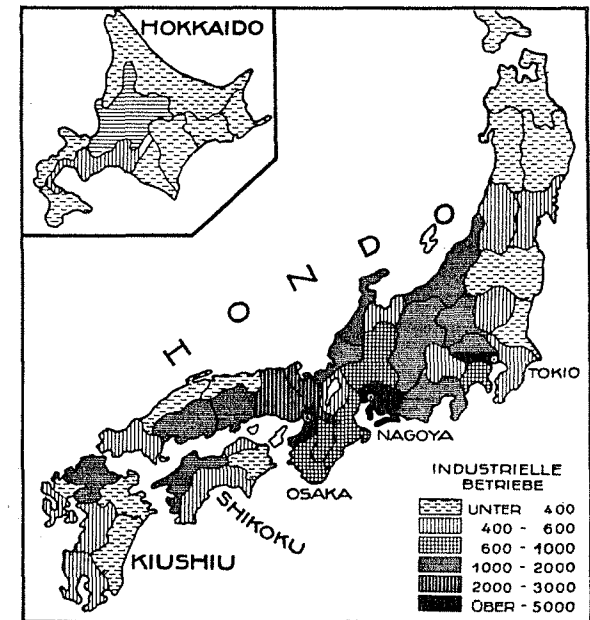 HOKKAIDO
HONDO
TOKIO
NAGOYA
OSAKA
SHIKOKU
KIUSHIU
INDUSTRIELLE
BETRIEBE
UNTER 400
400 - 600
600 - 1000
1000 - 2000
2000 - 3000
ÜBER - 5000